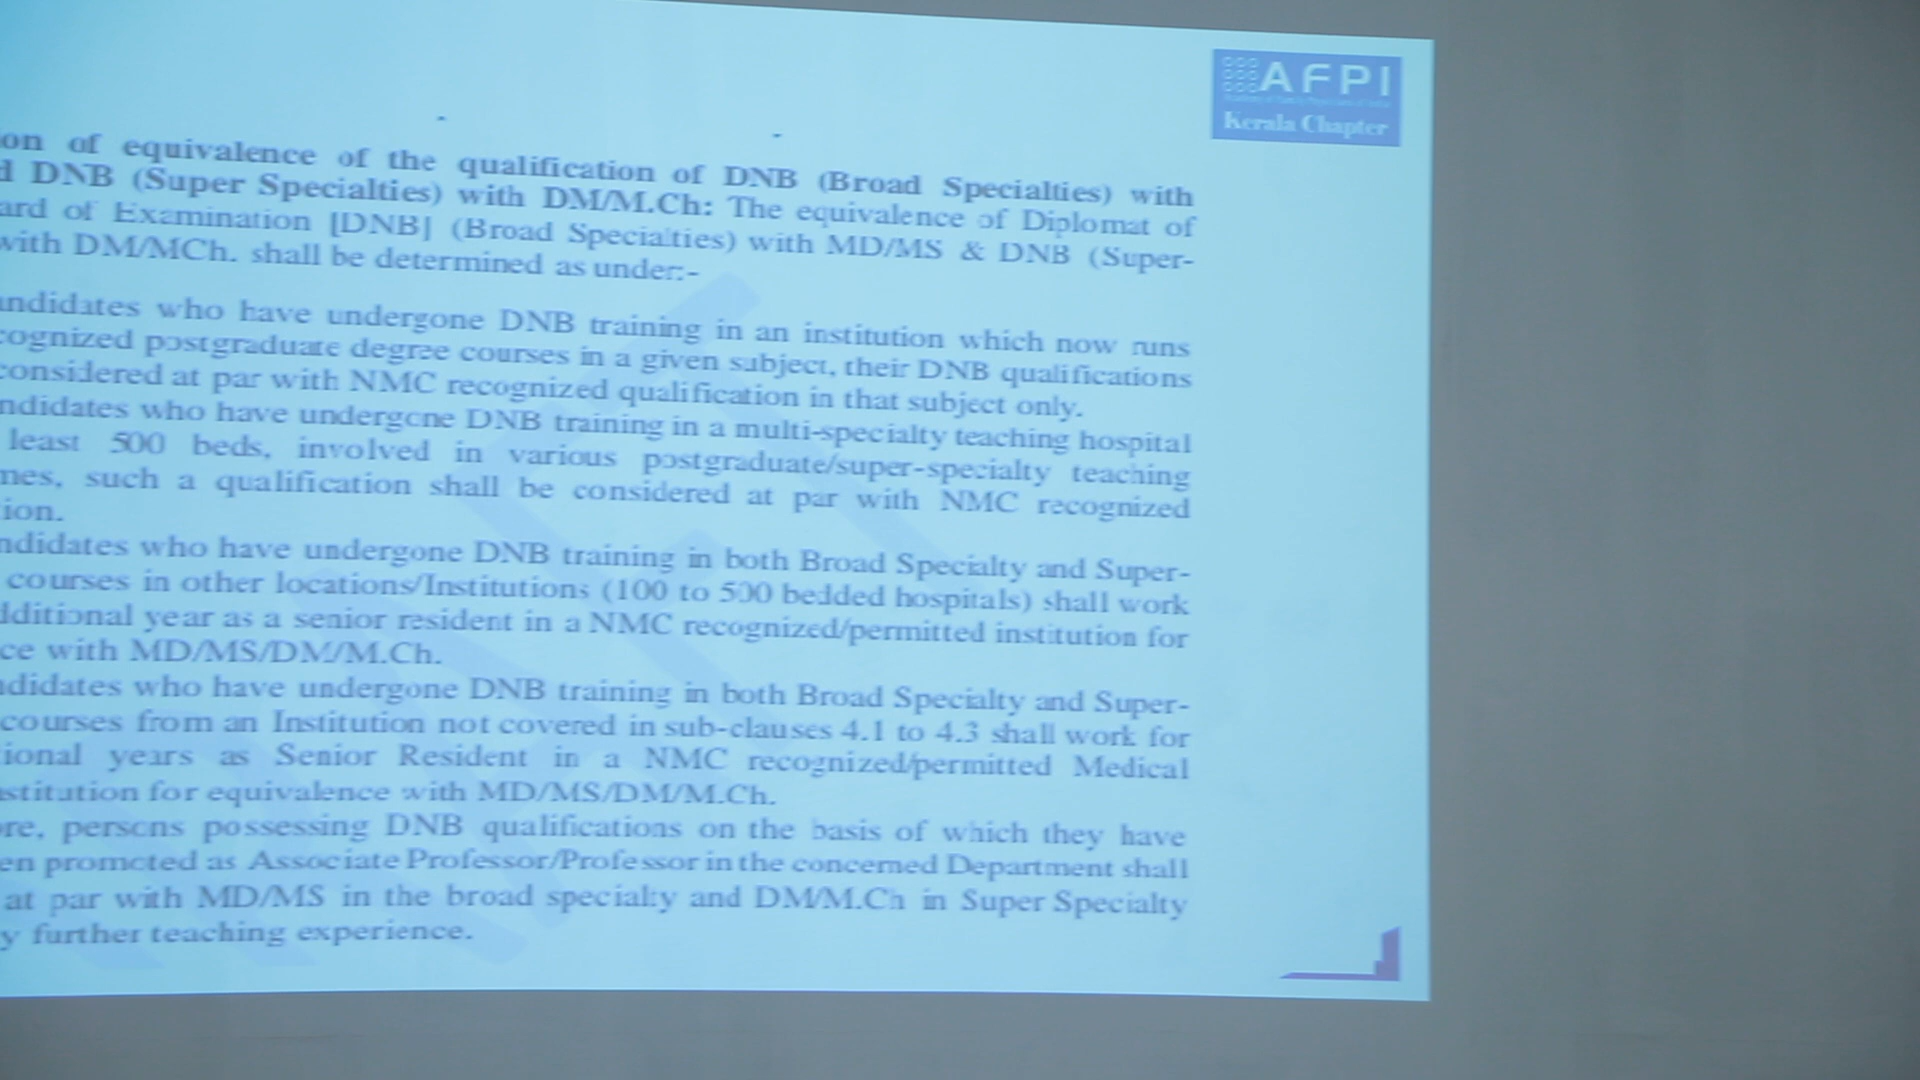 AFPI
Kerala Chapter
of equivalence of the qualification of DNB (Broad Specialties) with
DNB (Super Specialties) with DM/M.Ch: The equivalence of Diplomat of
of Examination [DNB] (Broad Specialties) with MD/MS & DNB (Super-
with DM/MCh. shall be determined as under:-
who have undergone DNB training in an institution which now runs
postgraduate degree courses in a given subject, their DNB qualifications
considered at par with NMC recognized qualification in that subject only.
who have undergone DNB training in a multi-specialty teaching hospital
least 500 beds, involved in various postgraduate/super-specialty teaching
such a qualification shall be considered at par with NMC recognized
ion.
who have undergone DNB training in both Broad Specialty and Super-
courses in other locations/Institutions (100 to 500 bedded hospitals) shall work
year as a senior resident in a NMC recognized/permitted institution for
ce with MD/MS/DM/M.Ch.
who have undergone DNB training in both Broad Specialty and Super-
courses from an Institution not covered in sub-clauses 4.1 to 4.3 shall work for
ional years as Senior Resident in a NMC recognized/permitted Medical
stitution for equivalence with MD/MS/DM/M.Ch.
re, persons possessing DNB qualifications on the basis of which they have
en promoted as Associate Professor/Professor in the concerned Department shall
at par with MD/MS in the broad specialty and DM/M.Ch in Super Specialty
y further teaching experience.